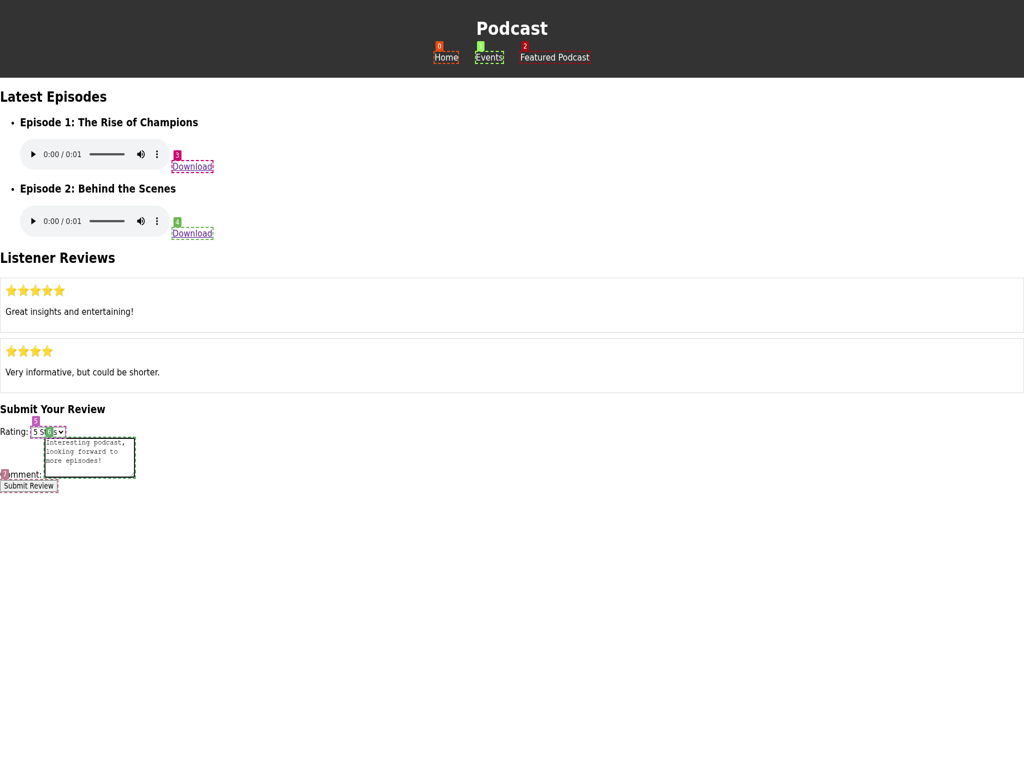 Podcast
0 1 2
Home Events Featured Podcast
Latest Episodes
• Episode 1: The Rise of Champions
0:00 / 0:01
3
Download
• Episode 2: Behind the Scenes
0:00 / 0:01
4
Download
Listener Reviews
⭐⭐⭐⭐⭐
Great insights and entertaining!
⭐⭐⭐⭐
Very informative, but could be shorter.
Submit Your Review
5
Rating: 5
6
Interesting podcast,
looking forward to
more episodes!
7
Submit Review